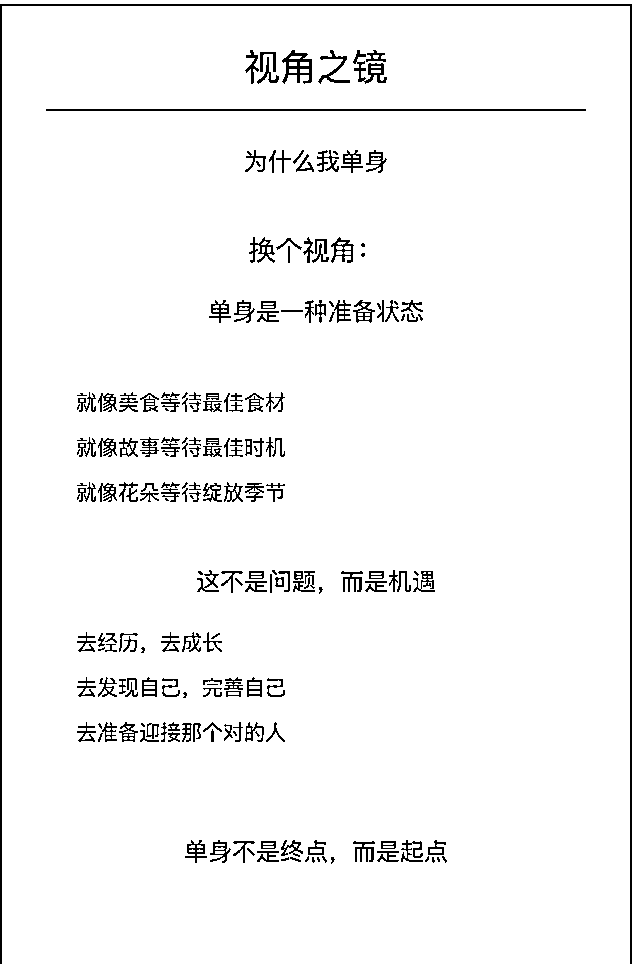 视角之镜
为什么我单身
换个视角：
单身是一种准备状态
就像美食等待最佳食材
就像故事等待最佳时机
就像花朵等待绽放季节
这不是问题，而是机遇
去经历，去成长
去发现自己，完善自己
去准备迎接那个对的人
单身不是终点，而是起点